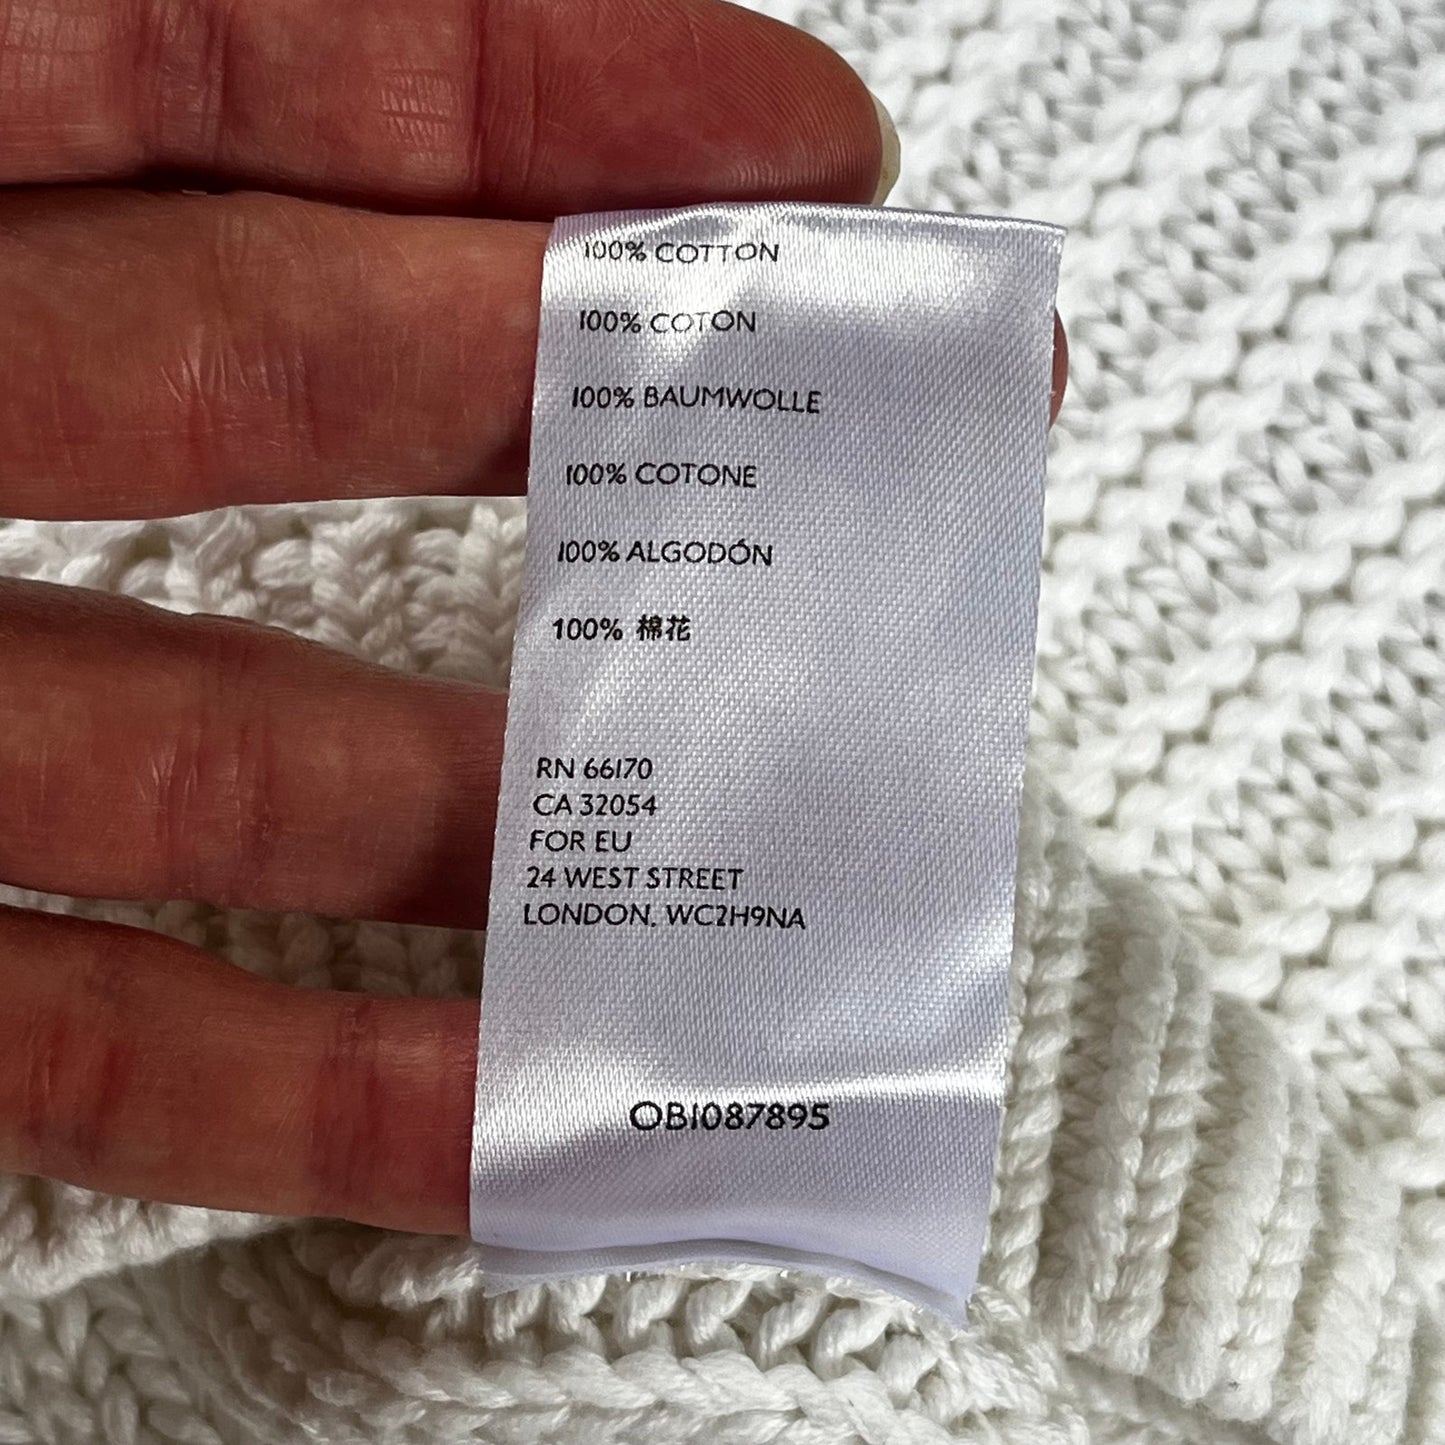 100% COTTON
100% COTON
100% BAUMWOLLE
100% COTONE
100% ALGODÓN
100% 棉花
RN 66170
CA 32054
FOR EU
24 WEST STREET
LONDON, WC2H9NA
OB1087895